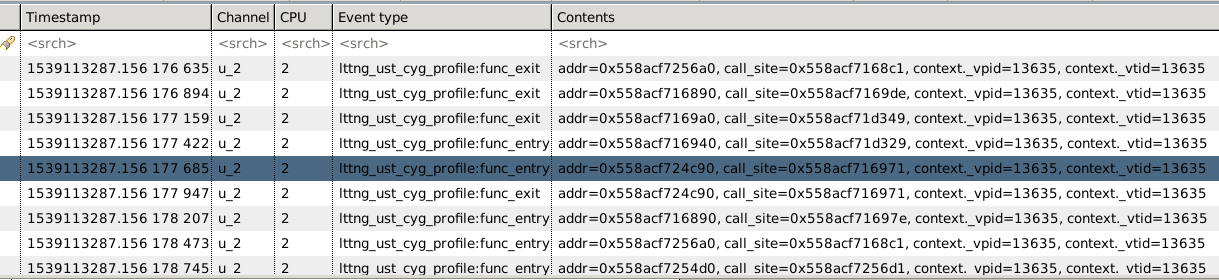 Timestamp Channel CPU Event type Contents
<srch> <srch> <srch> <srch> <srch>
1539113287.156 176 635 u_2 2 lttng_ust_cyg_profile:func_exit addr=0x558acf7256a0, call_site=0x558acf7168c1, context._vpid=13635, context._vtid=13635
1539113287.156 176 894 u_2 2 lttng_ust_cyg_profile:func_exit addr=0x558acf716890, call_site=0x558acf7169de, context._vpid=13635, context._vtid=13635
1539113287.156 177 159 u_2 2 lttng_ust_cyg_profile:func_exit addr=0x558acf7169a0, call_site=0x558acf71d349, context._vpid=13635, context._vtid=13635
1539113287.156 177 422 u_2 2 lttng_ust_cyg_profile:func_entry addr=0x558acf716940, call_site=0x558acf71d329, context._vpid=13635, context._vtid=13635
1539113287.156 177 685 u_2 2 lttng_ust_cyg_profile:func_entry addr=0x558acf724c90, call_site=0x558acf716971, context._vpid=13635, context._vtid=13635
1539113287.156 177 947 u_2 2 lttng_ust_cyg_profile:func_exit addr=0x558acf724c90, call_site=0x558acf716971, context._vpid=13635, context._vtid=13635
1539113287.156 178 207 u_2 2 lttng_ust_cyg_profile:func_entry addr=0x558acf716890, call_site=0x558acf71697e, context._vpid=13635, context._vtid=13635
1539113287.156 178 473 u_2 2 lttng_ust_cyg_profile:func_entry addr=0x558acf7256a0, call_site=0x558acf7168c1, context._vpid=13635, context._vtid=13635
1539113287.156 178 745 u_2 2 lttng_ust_cyg_profile:func_entry addr=0x558acf7254d0, call_site=0x558acf7256d1, context._vpid=13635, context._vtid=13635